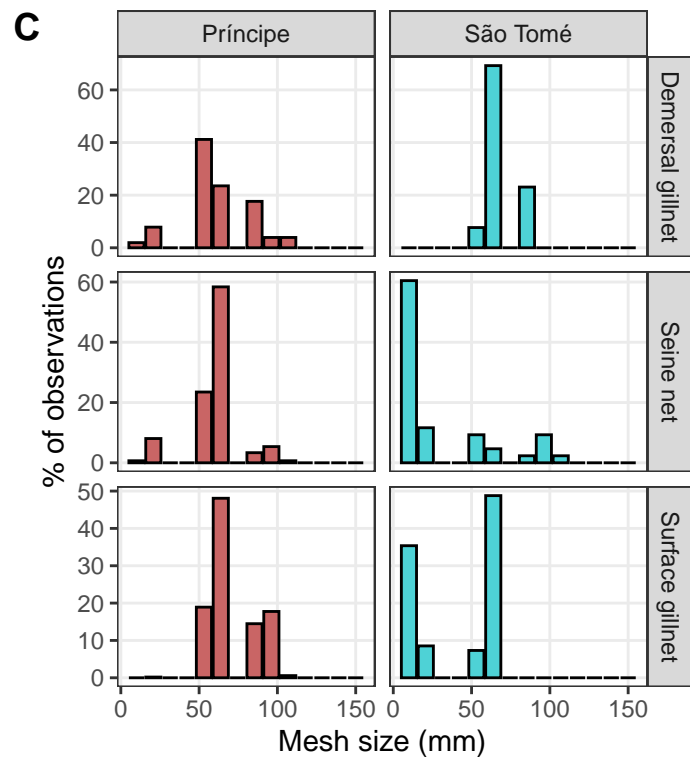 C
Príncipe
São Tomé
60
40
20
0
Demersal gillnet
60
40
20
0
Seine net
50
40
30
20
10
0
Surface gillnet
% of observations
0 50 100 150
0 50 100 150
Mesh size (mm)